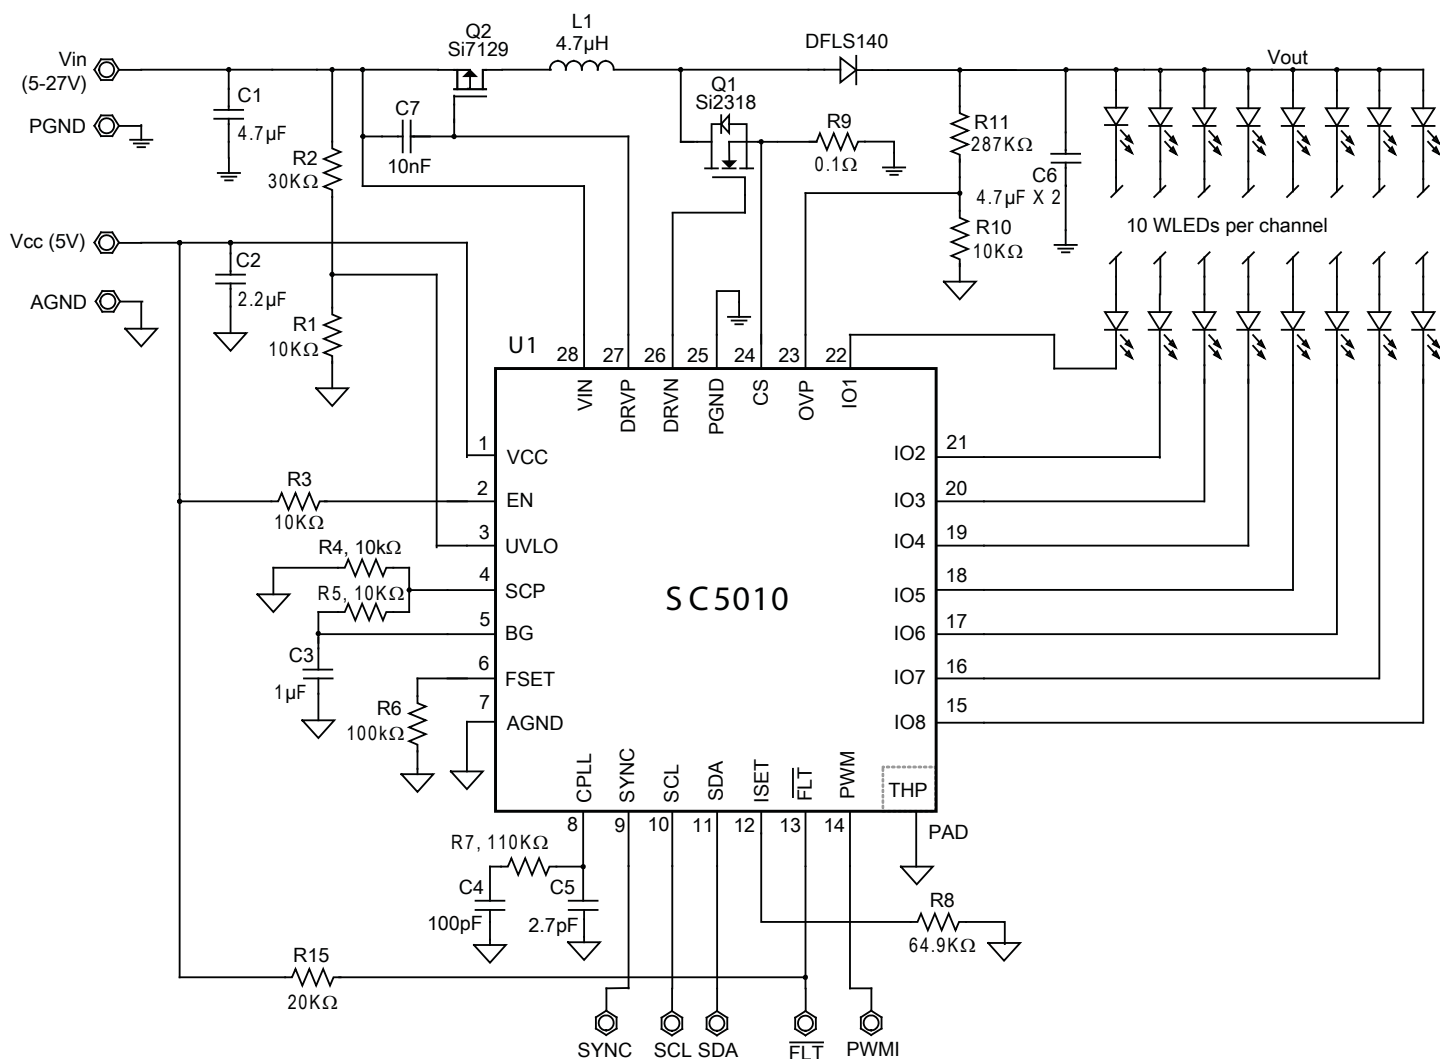 Vin
(5-27V)
PGND
C1
4.7µF
R2
30KΩ
C7
10nF
Q2
Si7129
L1
4.7µH
Q1
Si2318
DFLS140
R9
0.1Ω
R11
287KΩ
C6
4.7µF X 2
R10
10KΩ
Vout
10 WLEDs per channel
Vcc (5V)
AGND
C2
2.2µF
R1
10KΩ
U1
28
27
26
25
24
23
22
VIN
DRVP
DRVN
PGND
CS
OVP
IO1
1
VCC
2
EN
3
UVLO
4
SCP
5
BG
6
FSET
7
AGND
R3
10KΩ
R4, 10kΩ
R5, 10KΩ
C3
1µF
R6
100kΩ
SC5010
IO2
21
IO3
20
IO4
19
IO5
18
IO6
17
IO7
16
IO8
15
CPLL
SYNC
SCL
SDA
ISET
FLT
PWM
THP
8
9
10
11
12
13
14
PAD
R7, 110KΩ
C4
100pF
C5
2.7pF
R8
64.9KΩ
R15
20KΩ
SYNC
SCL
SDA
FLT
PWMI